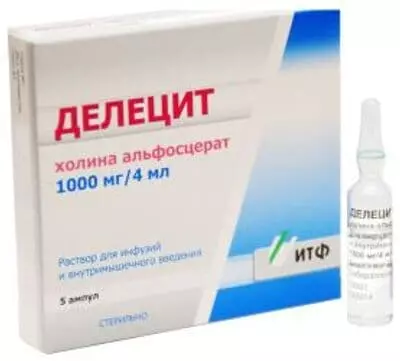 ДЕЛЕЦИТ
холина альфосцерат
1000 мг/4 мл
Раствор для инфузий
и внутримышечного введения
5 ампул
СТЕРИЛЬНО
ИТФ
ДЕЛЕЦИТ
1000 мг/4 мл